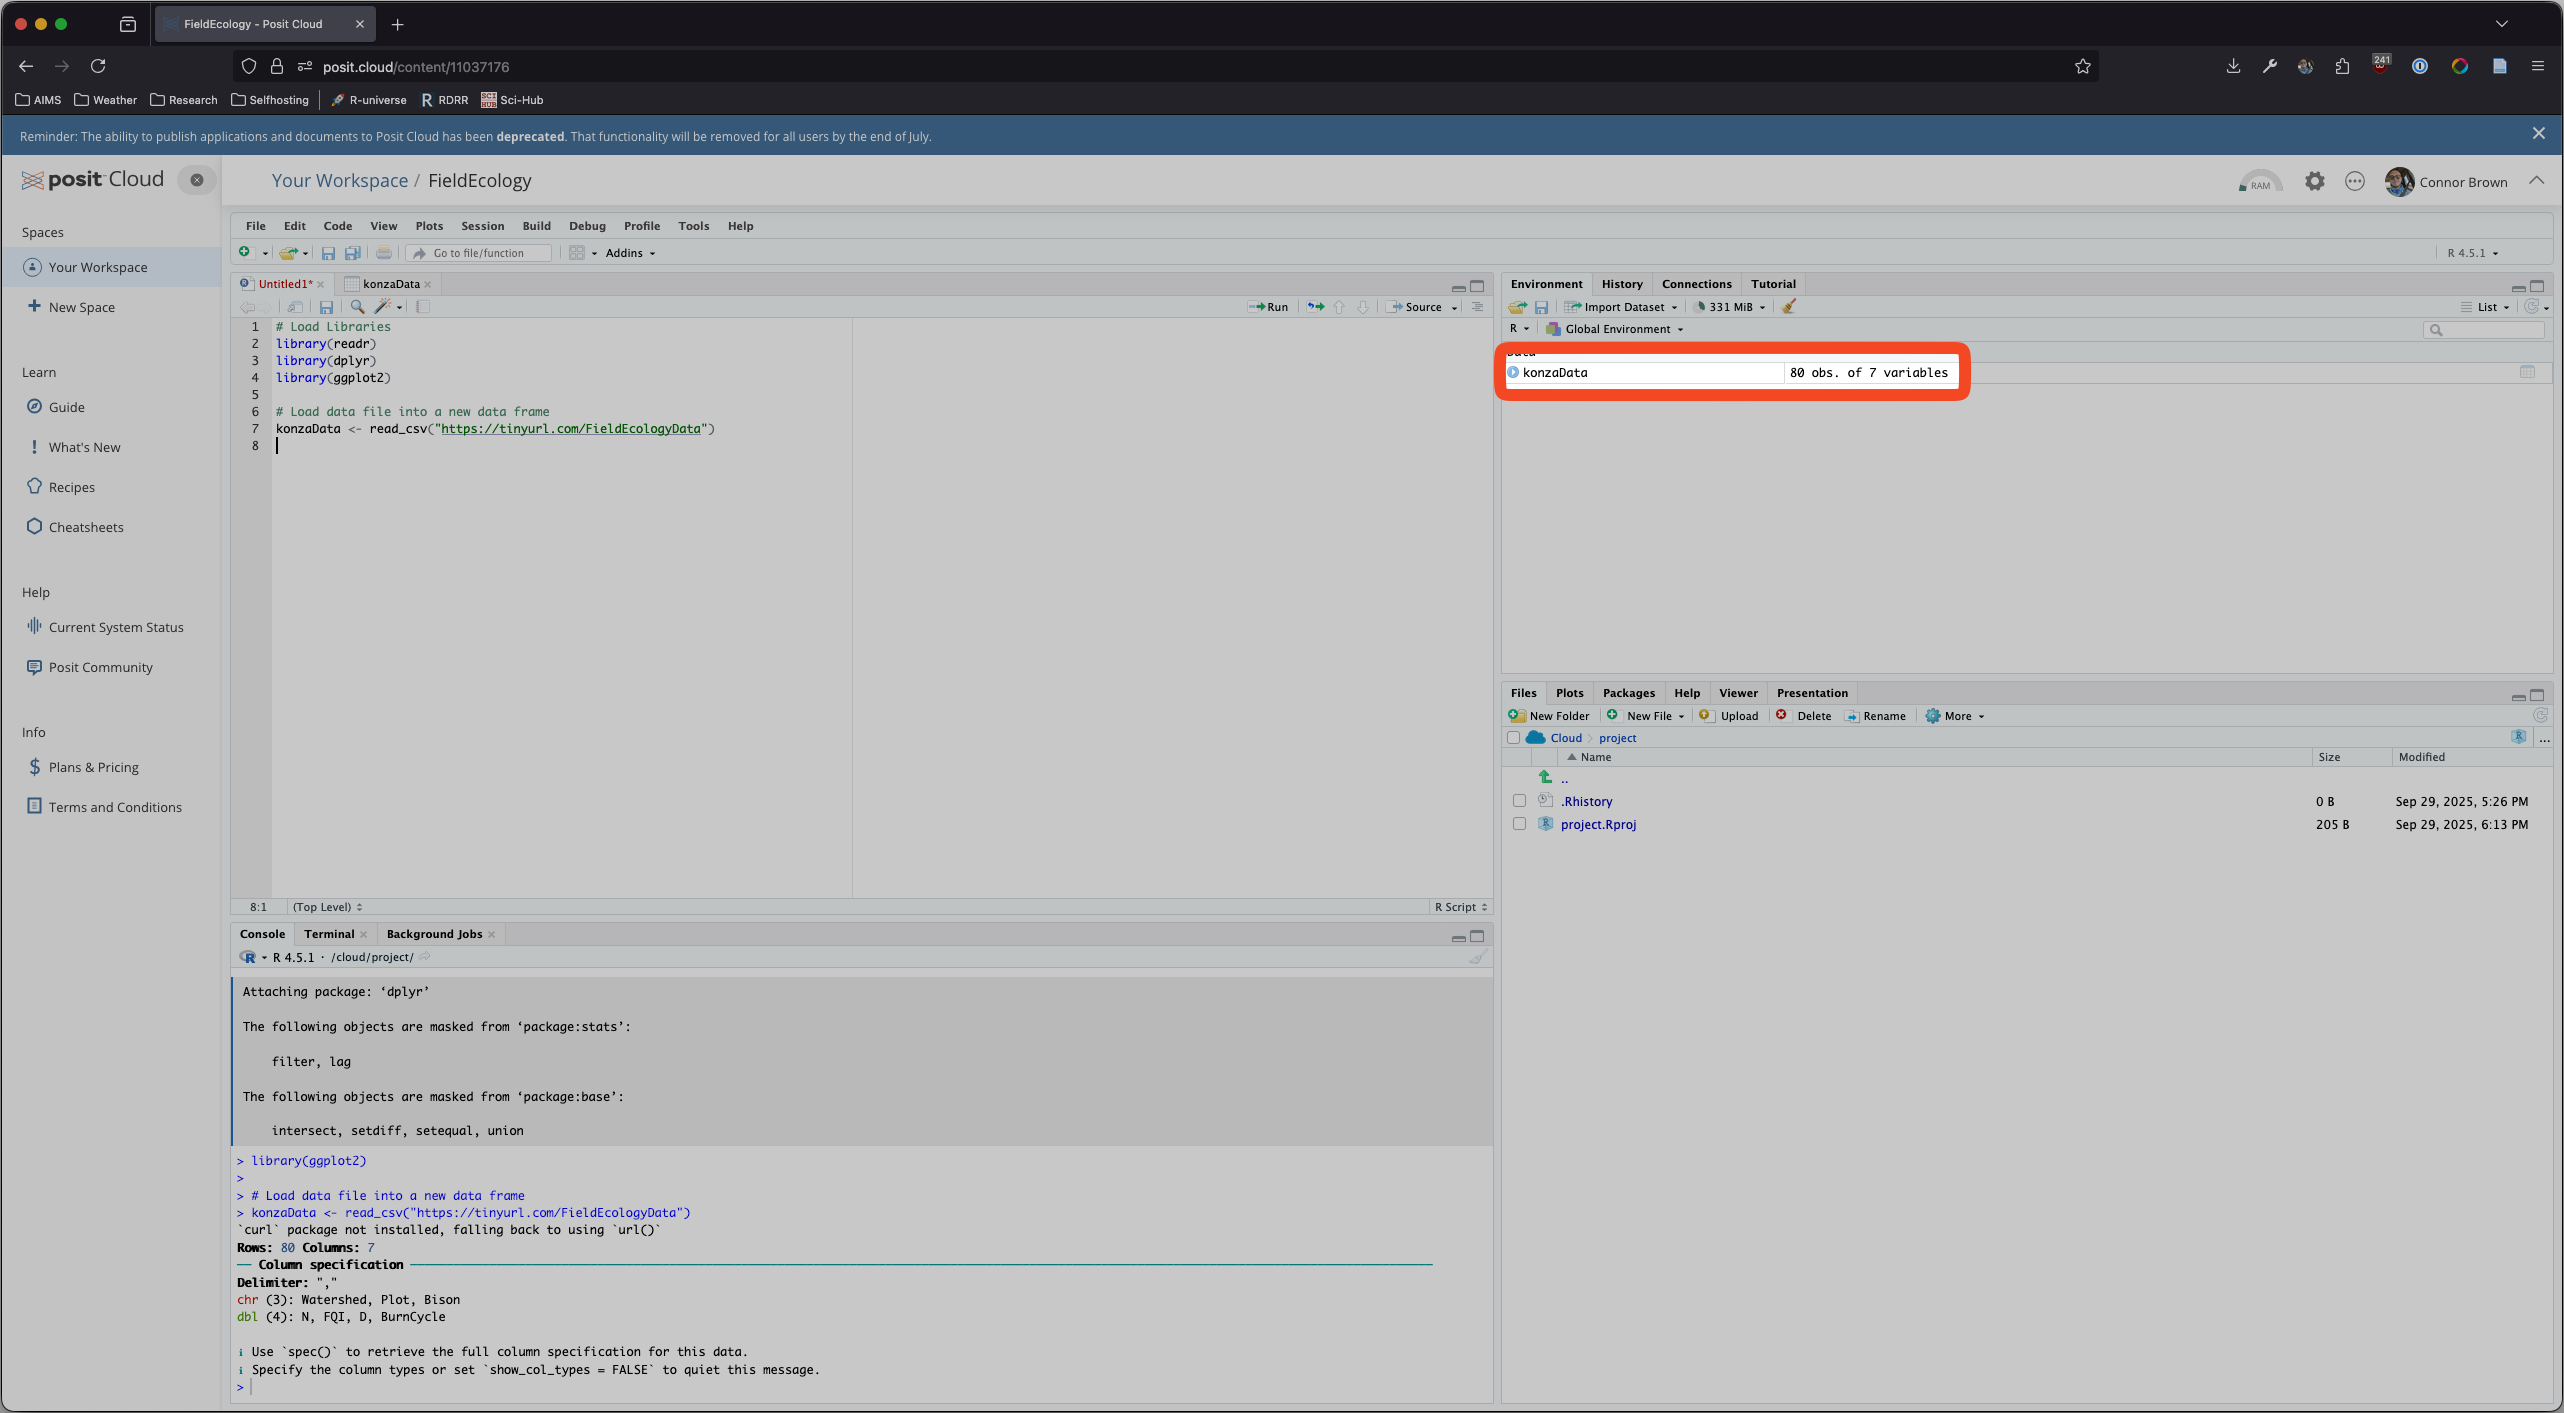 FieldEcology - Posit Cloud
posit.cloud/content/11037176
241
AIMS Weather Research Selfhosting R-universe RDRR SCI HUB Sci-Hub
Reminder: The ability to publish applications and documents to Posit Cloud has been deprecated. That functionality will be removed for all users by the end of July.
posit Cloud
Your Workspace / FieldEcology
RAM
Connor Brown
Spaces
Your Workspace
New Space
Learn
Guide
What's New
Recipes
Cheatsheets
Help
Current System Status
Posit Community
Info
Plans & Pricing
Terms and Conditions
File Edit Code View Plots Session Build Debug Profile Tools Help
Go to file/function Addins
R 4.5.1
Untitled1* konzaData
Run Source
1 # Load Libraries
2 library(readr)
3 library(dplyr)
4 library(ggplot2)
5
6 # Load data file into a new data frame
7 konzaData <- read_csv("https://tinyurl.com/FieldEcologyData")
8
8:1 (Top Level) R Script
Console Terminal Background Jobs
R 4.5.1 · /cloud/project/
Attaching package: ‘dplyr’
The following objects are masked from ‘package:stats’:
filter, lag
The following objects are masked from ‘package:base’:
intersect, setdiff, setequal, union
> library(ggplot2)
>
> # Load data file into a new data frame
> konzaData <- read_csv("https://tinyurl.com/FieldEcologyData")
`curl` package not installed, falling back to using `url()`
Rows: 80 Columns: 7
── Column specification ──
Delimiter: ","
chr (3): Watershed, Plot, Bison
dbl (4): N, FQI, D, BurnCycle
ℹ Use `spec()` to retrieve the full column specification for this data.
ℹ Specify the column types or set `show_col_types = FALSE` to quiet this message.
>
Environment History Connections Tutorial
Import Dataset 331 MiB List
R Global Environment
Data
konzaData 80 obs. of 7 variables
Files Plots Packages Help Viewer Presentation
New Folder New File Upload Delete Rename More
Cloud project ...
Name Size Modified
..
.Rhistory 0 B Sep 29, 2025, 5:26 PM
project.Rproj 205 B Sep 29, 2025, 6:13 PM